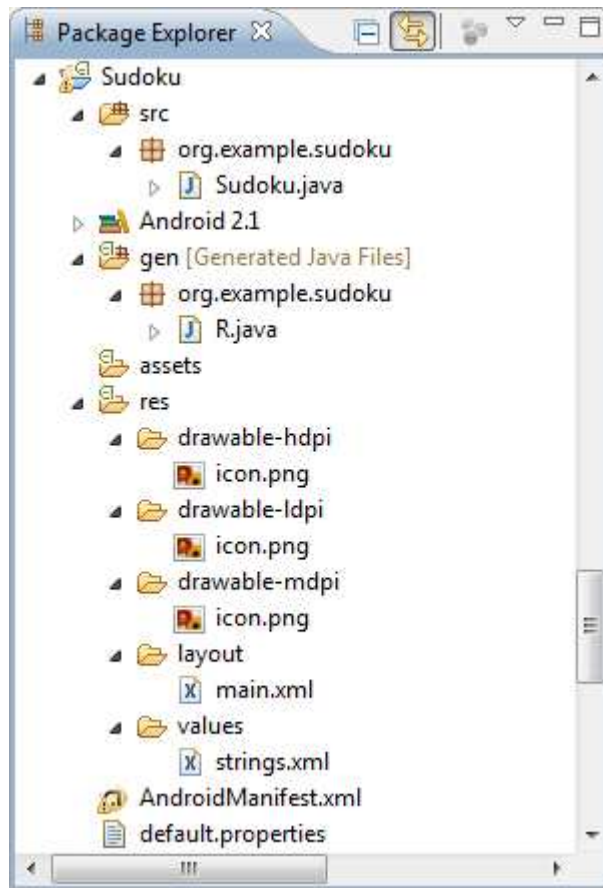 Package Explorer
Sudoku
src
org.example.sudoku
Sudoku.java
Android 2.1
gen [Generated Java Files]
org.example.sudoku
R.java
assets
res
drawable-hdpi
icon.png
drawable-ldpi
icon.png
drawable-mdpi
icon.png
layout
main.xml
values
strings.xml
AndroidManifest.xml
default.properties